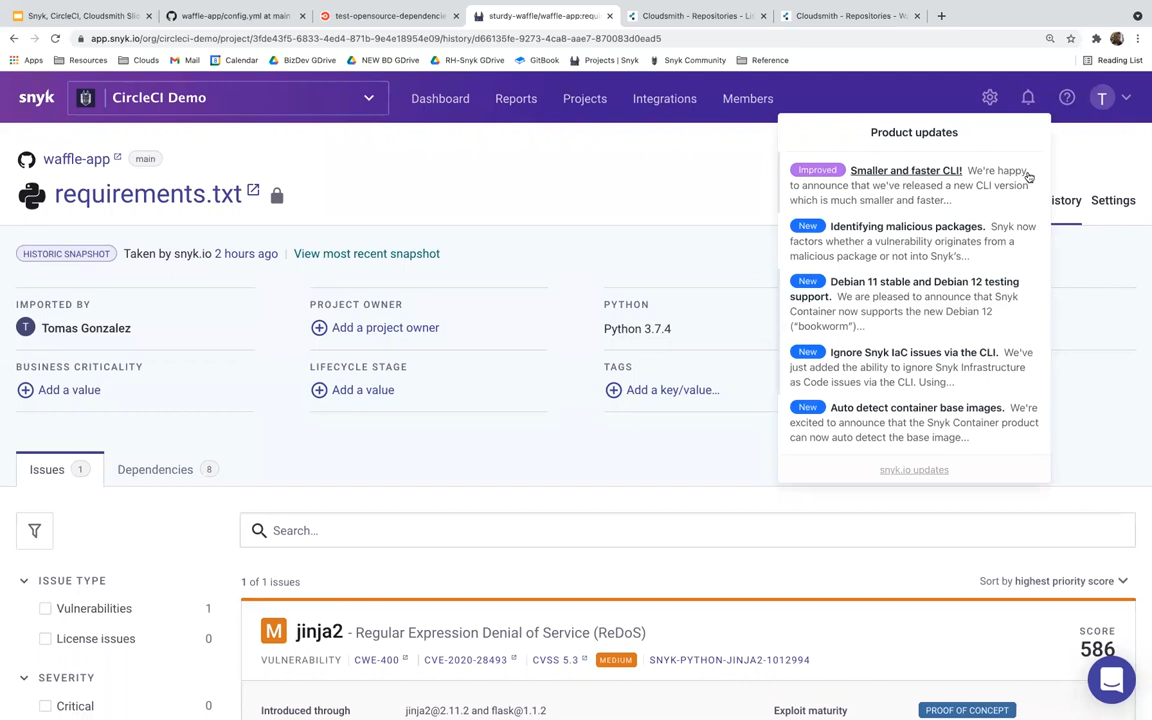 Snyk, CircleCI, Cloudsmith Slid
waffle-app/config.yml at main
test-opensource-dependencie
sturdy-waffle/waffle-app:requi
Cloudsmith - Repositories - Li
Cloudsmith - Repositories - W
app.snyk.io/org/circleci-demo/project/3fde43f5-6833-4ed4-871b-9e4e18954e09/history/d66135fe-9273-4ca8-aae7-870083d0ead5
Apps Resources Clouds Mail Calendar BizDev GDrive NEW BD GDrive RH-Snyk GDrive GitBook Projects | Snyk Snyk Community Reference Reading List
snyk CircleCI Demo Dashboard Reports Projects Integrations Members T
Product updates
waffle-app main
requirements.txt
Improved Smaller and faster CLI! We're happy
to announce that we've released a new CLI version
which is much smaller and faster...
istory Settings
New Identifying malicious packages. Snyk now
factors whether a vulnerability originates from a
malicious package or not into Snyk's...
New Debian 11 stable and Debian 12 testing
support. We are pleased to announce that Snyk
Container now supports the new Debian 12
("bookworm")...
New Ignore Snyk IaC issues via the CLI. We've
just added the ability to ignore Snyk Infrastructure
as Code issues via the CLI. Using...
New Auto detect container base images. We're
excited to announce that the Snyk Container product
can now auto detect the base image...
snyk.io updates
HISTORIC SNAPSHOT Taken by snyk.io 2 hours ago View most recent snapshot
IMPORTED BY
T Tomas Gonzalez
PROJECT OWNER
Add a project owner
PYTHON
Python 3.7.4
BUSINESS CRITICALITY
Add a value
LIFECYCLE STAGE
Add a value
TAGS
Add a key/value...
Issues 1 Dependencies 8
Search...
ISSUE TYPE
Vulnerabilities 1
License issues 0
SEVERITY
Critical 0
1 of 1 issues
Sort by highest priority score
M jinja2 - Regular Expression Denial of Service (ReDoS)
VULNERABILITY CWE-400 CVE-2020-28493 CVSS 5.3 MEDIUM SNYK-PYTHON-JINJA2-1012994
SCORE
586
Introduced through jinja2@2.11.2 and flask@1.1.2
Exploit maturity PROOF OF CONCEPT